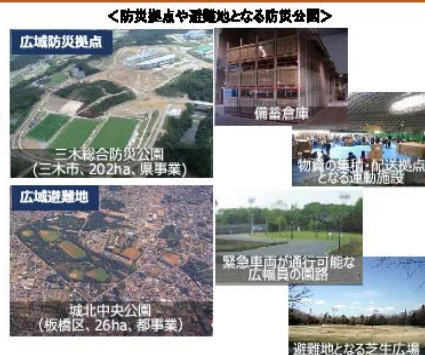 ＜防災拠点や避難地となる防災公園＞
広域防災拠点
三木総合防災公園
(三木市、202ha、県事業)
備蓄倉庫
物資の集積・配送拠点
となる運動施設
広域避難地
城北中央公園
(板橋区、26ha、都事業)
緊急車両が通行可能な
広幅員の園路
避難地となる芝生広場